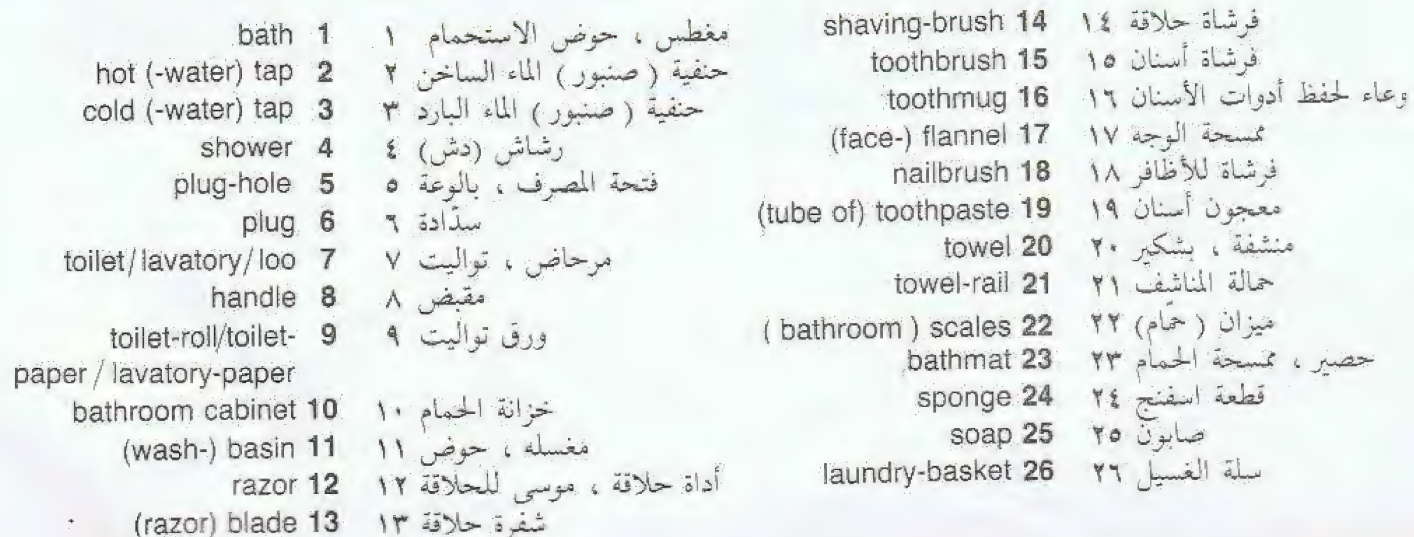 bath 1 ١ مغطس ، حوض الاستحمام
hot (-water) tap 2 ٢ حنفية ( صنبور ) الماء الساخن
cold (-water) tap 3 ٣ حنفية ( صنبور ) الماء البارد
shower 4 ٤ رشاش (دش)
plug-hole 5 ٥ فتحة المصرف ، بالوعة
plug 6 ٦ سدّادة
toilet/lavatory/loo 7 ٧ مرحاض ، تواليت
handle 8 ٨ مقبض
toilet-roll/toilet- 9 ٩ ورق تواليت
paper / lavatory-paper
bathroom cabinet 10 ١٠ خزانة الحمام
(wash-) basin 11 ١١ مغسله ، حوض
razor 12 ١٢ أداة حلاقة ، موسى للحلاقة
(razor) blade 13 ١٣ شفرة حلاقة
shaving-brush 14 ١٤ فرشاة حلاقة
toothbrush 15 ١٥ فرشاة أسنان
toothmug 16 ١٦ وعاء لحفظ أدوات الأسنان
(face-) flannel 17 ١٧ ممسحة الوجة
nailbrush 18 ١٨ فرشاة للأظافر
(tube of) toothpaste 19 ١٩ معجون أسنان
towel 20 ٢٠ منشفة ، بشكير
towel-rail 21 ٢١ حمالة المناشف
( bathroom ) scales 22 ٢٢ ميزان ( حمّام)
bathmat 23 ٢٣ حصير ، ممسحة الحمام
sponge 24 ٢٤ قطعة اسفنج
soap 25 ٢٥ صابون
laundry-basket 26 ٢٦ سلة الغسيل